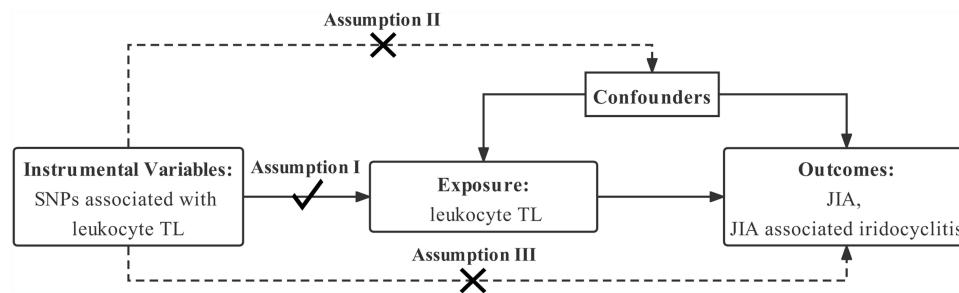 Assumption II
Confounders
Instrumental Variables:
SNPs associated with
leukocyte TL
Assumption I
Exposure:
leukocyte TL
Outcomes:
JIA,
JIA associated iridocyclitis
Assumption III